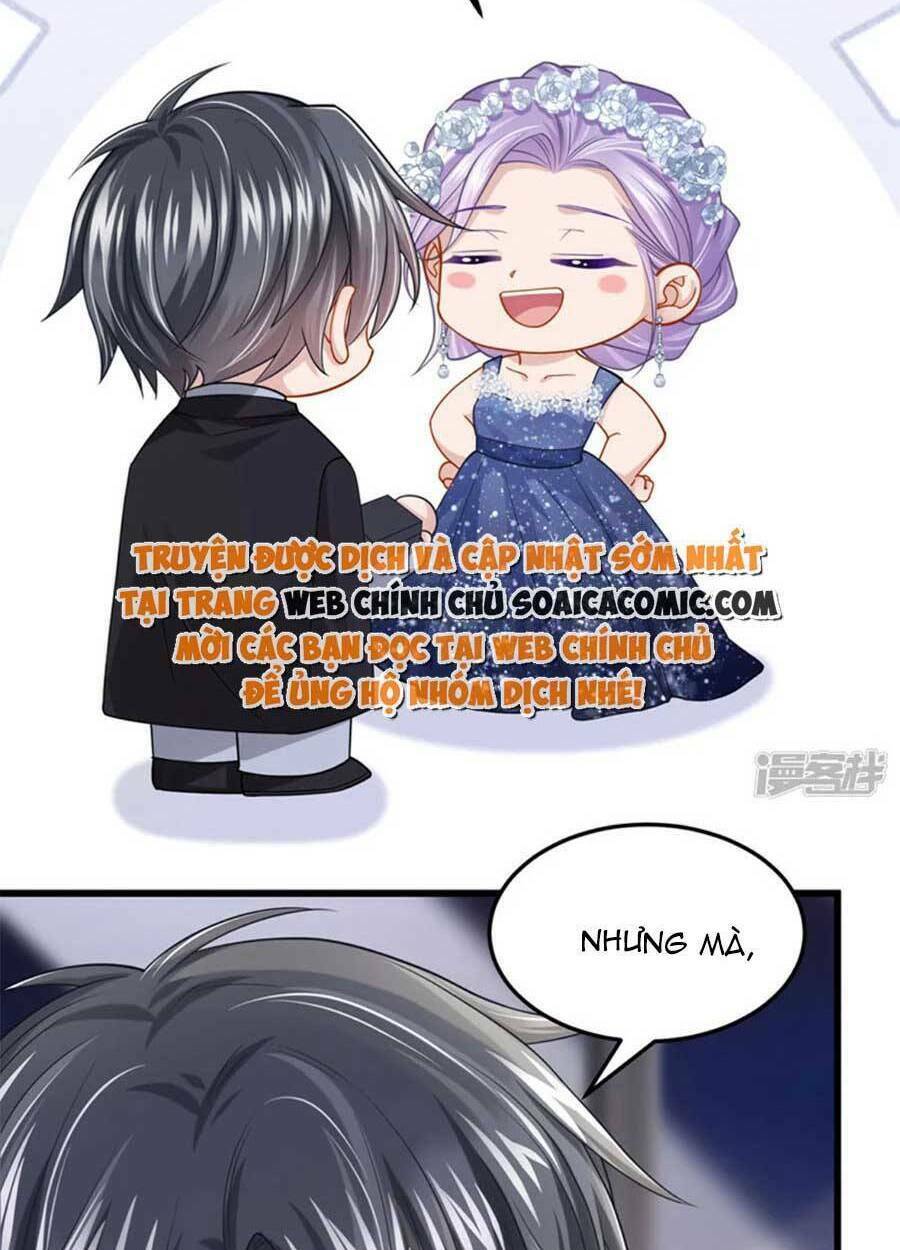 TRUYỆN ĐƯỢC DỊCH VÀ CẬP NHẬT SỚM NHẤT
TẠI TRANG WEB CHÍNH CHỦ SOAICACOMIC.COM
MỜI CÁC BẠN ĐỌC TẠI WEB CHÍNH CHỦ
ĐỂ ỦNG HỘ NHÓM DỊCH NHÉ!
漫客栈
NHƯNG MÀ,